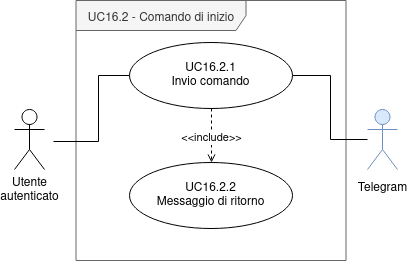 UC16.2 - Comando di inizio
UC16.2.1
Invio comando
<<include>>
UC16.2.2
Messaggio di ritorno
Utente
autenticato
Telegram